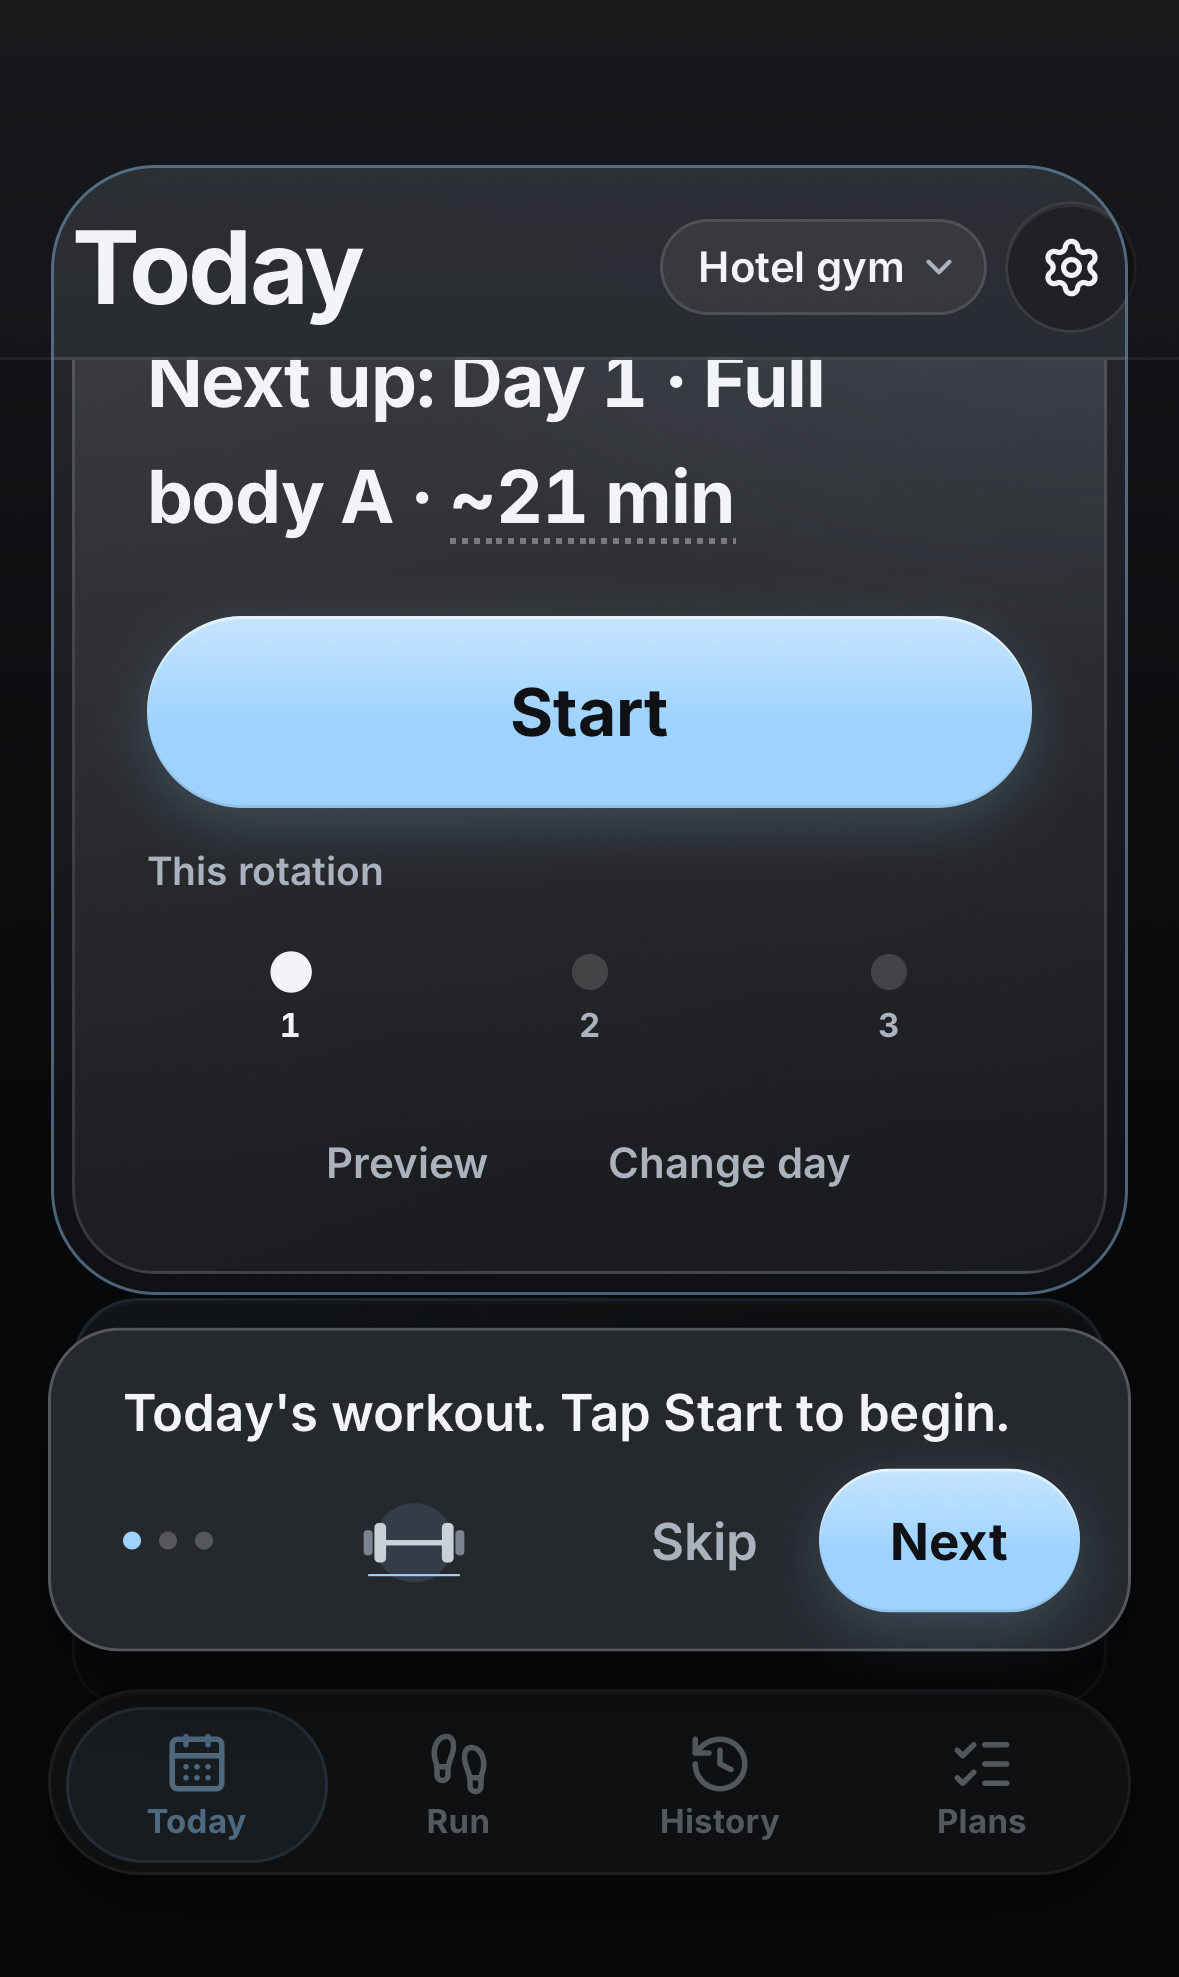 Today
Hotel gym
Next up: Day 1 · Full
body A · ~21 min
Start
This rotation
1
2
3
Preview
Change day
Today's workout. Tap Start to begin.
Skip
Next
Today
Run
History
Plans